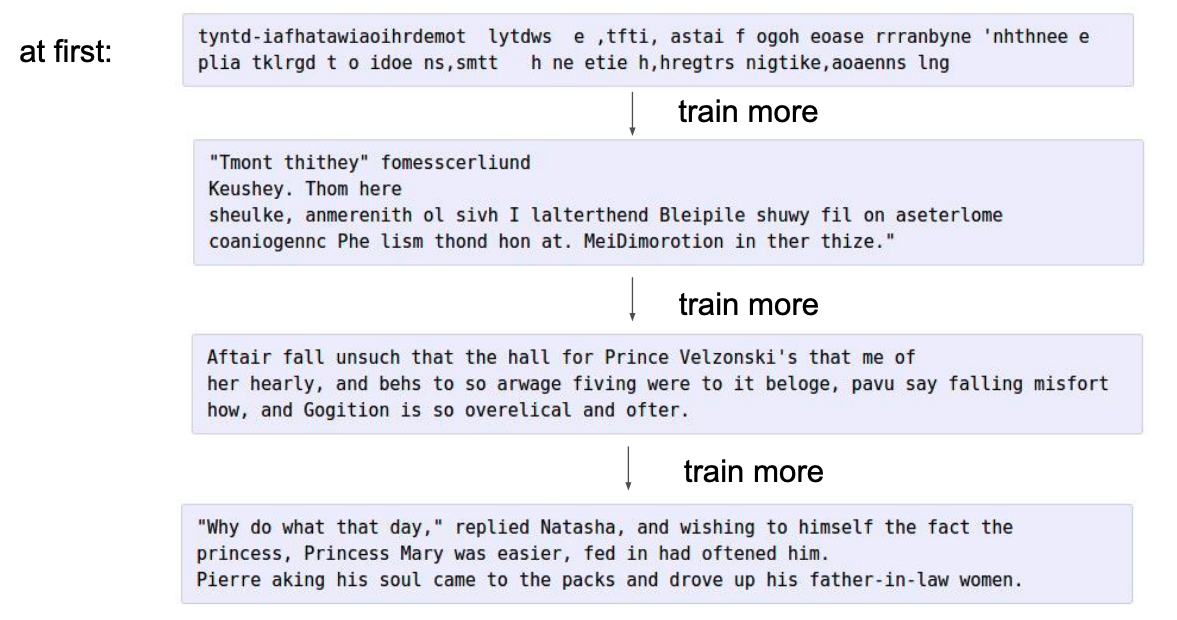 at first:
tyntd-iafhatawiaoihrdemot  lytdws  e ,tfti, astai f ogoh eoase rrranbyne 'nhthnee e
plia tklrgd t o idoe ns,smtt   h ne etie h,hregtrs nigtike,aoaenns lng
train more
"Tmont thithey" fomesscerliund
Keushey. Thom here
sheulke, anmerenith ol sivh I lalterthend Bleipile shuwy fil on aseterlome
coaniogennc Phe lism thond hon at. MeiDimorotion in ther thize."
train more
Aftair fall unsuch that the hall for Prince Velzonski's that me of
her hearly, and behs to so arwage fiving were to it beloge, pavu say falling misfort
how, and Gogition is so overelical and ofter.
train more
"Why do what that day," replied Natasha, and wishing to himself the fact the
princess, Princess Mary was easier, fed in had oftened him.
Pierre aking his soul came to the packs and drove up his father-in-law women.